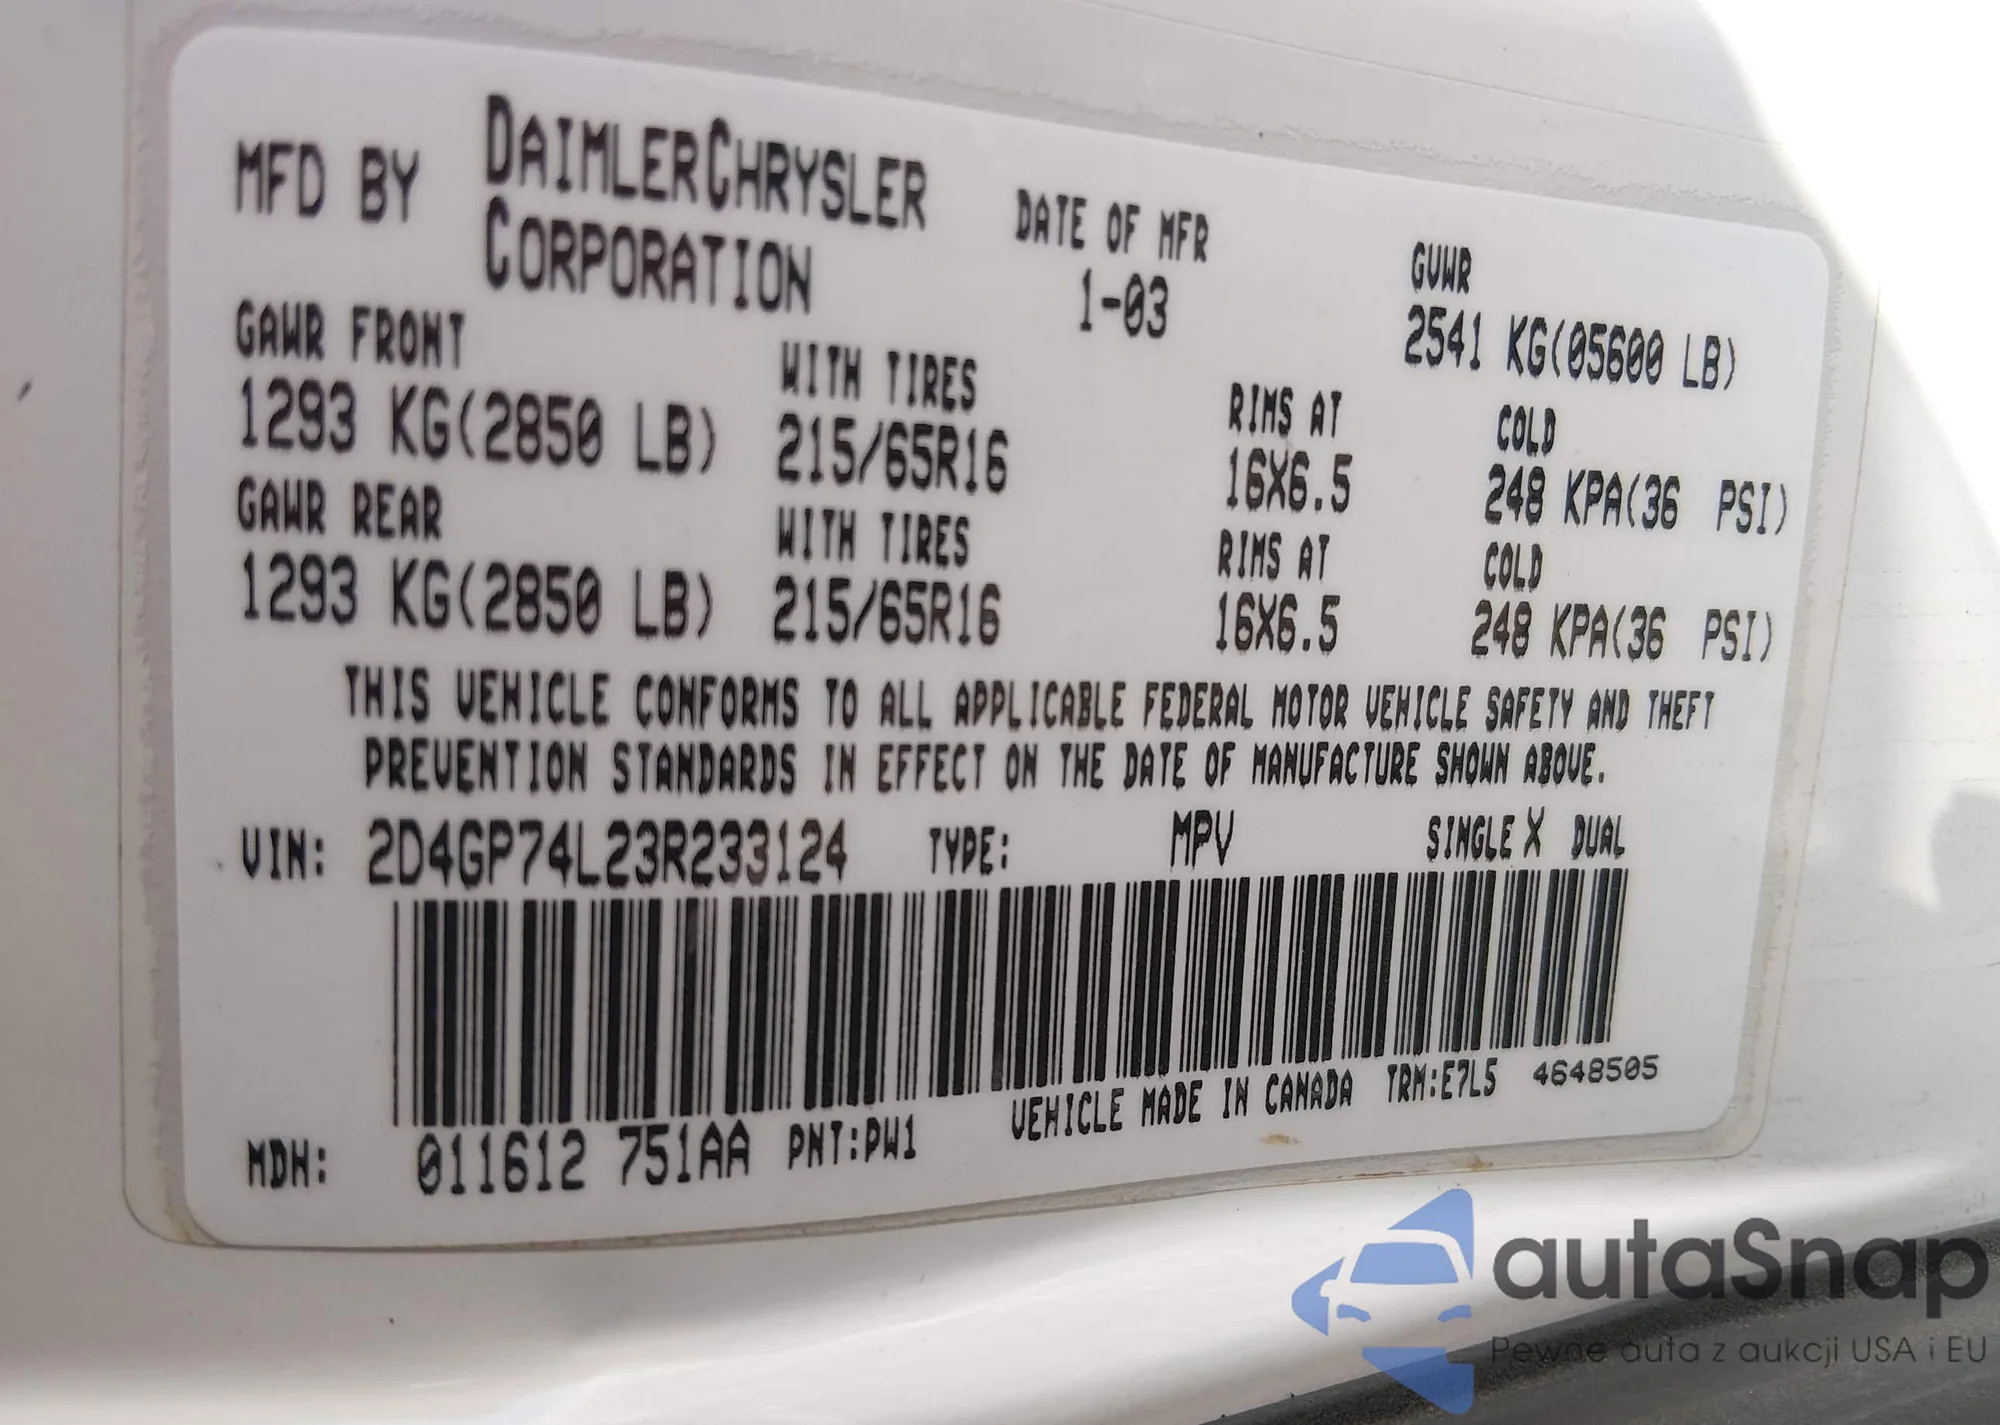 MFD BY DAIMLERCHRYSLER CORPORATION
DATE OF MFR
1-03
GVWR
2541 KG(05600 LB)
GAWR FRONT WITH TIRES RIMS AT COLD
1293 KG(2850 LB) 215/65R16 16X6.5 248 KPA(36 PSI)
GAWR REAR WITH TIRES RIMS AT COLD
1293 KG(2850 LB) 215/65R16 16X6.5 248 KPA(36 PSI)
THIS VEHICLE CONFORMS TO ALL APPLICABLE FEDERAL MOTOR VEHICLE SAFETY AND THEFT
PREVENTION STANDARDS IN EFFECT ON THE DATE OF MANUFACTURE SHOWN ABOVE.
VIN: 2D4GP74L23R233124 TYPE: MPV SINGLE X DUAL
MDH: 011612 751AA PNT:PW1 VEHICLE MADE IN CANADA TRM:E7L5 4648505
autaSnap
Pewne auta z aukcji USA i EU